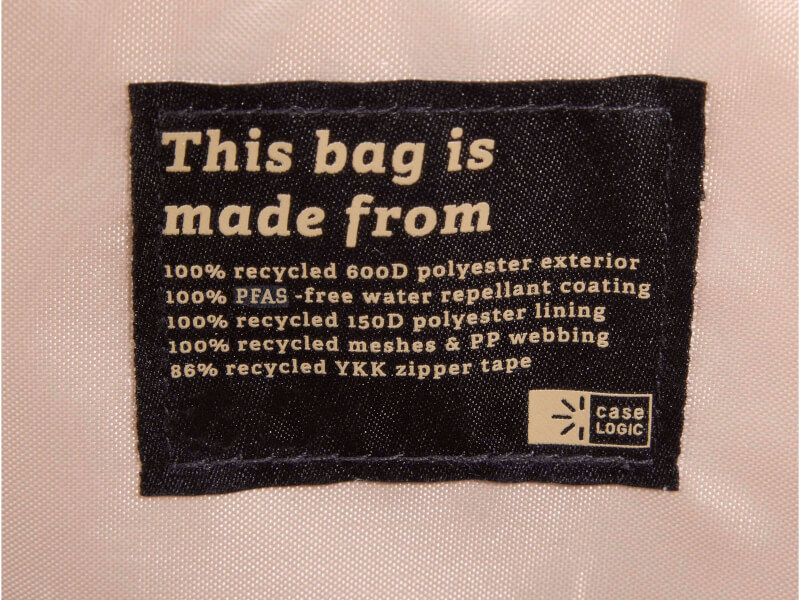 This bag is
made from
100% recycled 600D polyester exterior
100% PFAS -free water repellant coating
100% recycled 150D polyester lining
100% recycled meshes & PP webbing
86% recycled YKK zipper tape
case
LOGIC